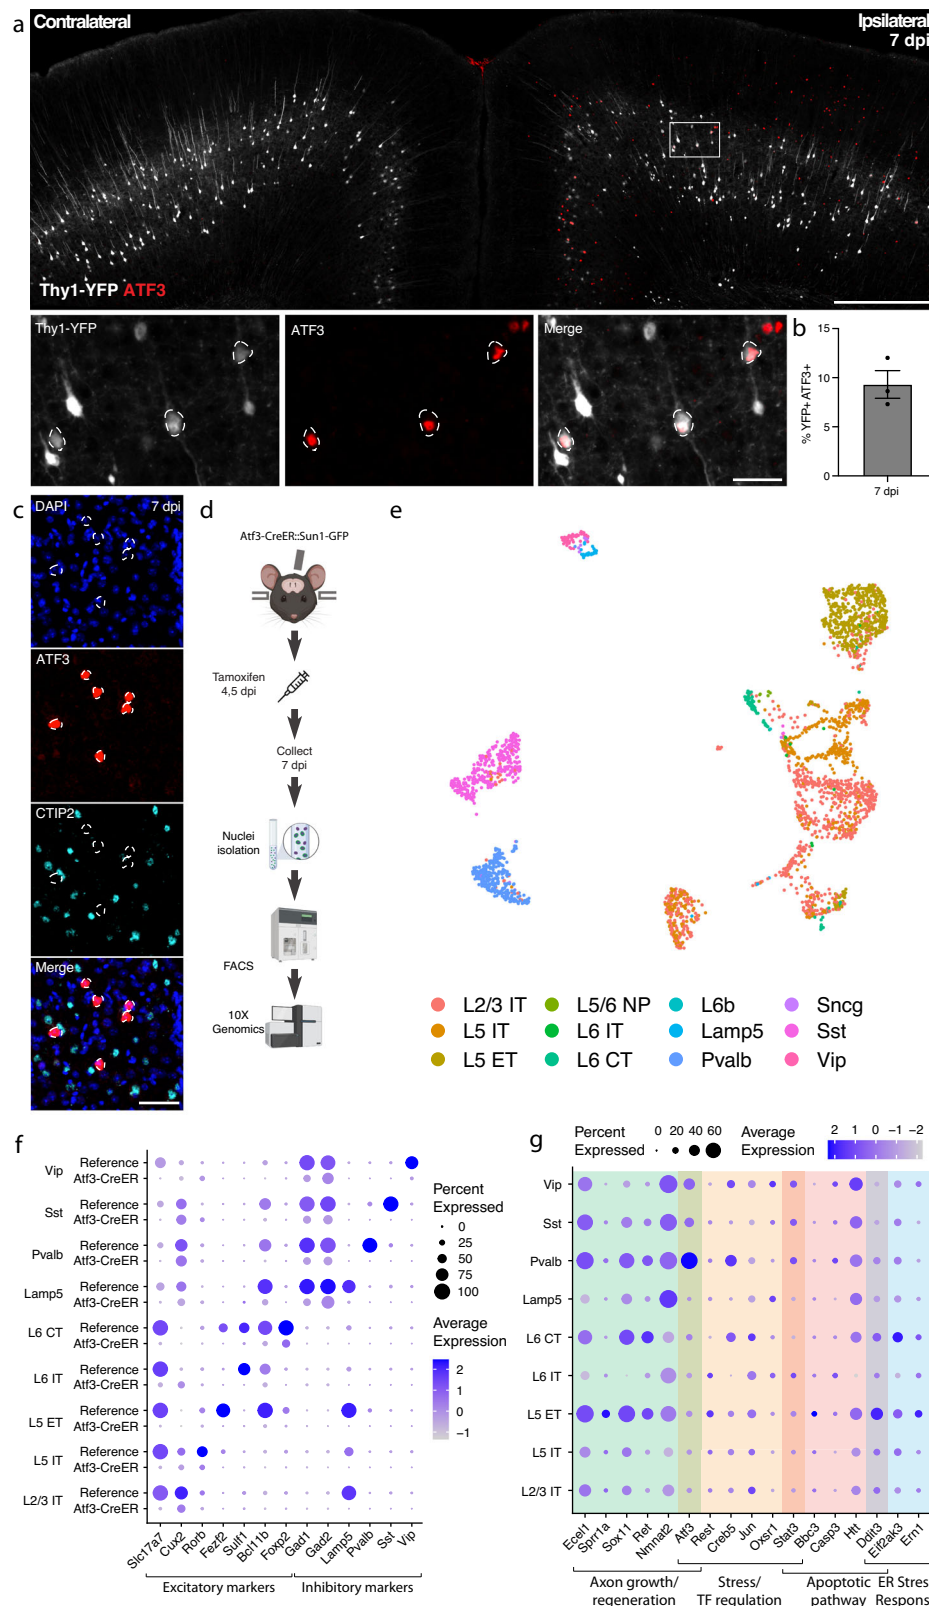 a
Contralateral
Ipsilateral
7 dpi
Thy1-YFP ATF3
Thy1-YFP
ATF3
Merge
b
15
10
5
0
% YFP+ ATF3+
7 dpi
c
DAPI
7 dpi
ATF3
CTIP2
Merge
d
Atf3-CreER::Sun1-GFP
Tamoxifen
4,5 dpi
Collect
7 dpi
Nuclei
isolation
FACS
10X
Genomics
e
L2/3 IT
L5/6 NP
L6b
Sncg
L5 IT
L6 IT
Lamp5
Sst
L5 ET
L6 CT
Pvalb
Vip
f
Vip
Reference
Atf3-CreER
Sst
Reference
Atf3-CreER
Pvalb
Reference
Atf3-CreER
Lamp5
Reference
Atf3-CreER
L6 CT
Reference
Atf3-CreER
L6 IT
Reference
Atf3-CreER
L5 ET
Reference
Atf3-CreER
L5 IT
Reference
Atf3-CreER
L2/3 IT
Reference
Atf3-CreER
Slc17a7
Cux2
Rorb
Fezf2
Sulf1
Bcl11b
Foxp2
Gad1
Gad2
Lamp5
Pvalb
Sst
Vip
Excitatory markers
Inhibitory markers
Percent
Expressed
0
25
50
75
100
Average
Expression
2
1
0
-1
g
Percent
Expressed
0 20 40 60
Average
Expression
2 1 0 -1 -2
Vip
Sst
Pvalb
Lamp5
L6 CT
L6 IT
L5 ET
L5 IT
L2/3 IT
Ecel1
Sprr1a
Sox11
Ret
Nmnat2
Atf3
Rest
Creb5
Jun
Oxsr1
Stat3
Bbc3
Casp3
Htt
Ddit3
Eif2ak3
Ern1
Axon growth/
regeneration
Stress/
TF regulation
Apoptotic
pathway
ER Stres
Respons